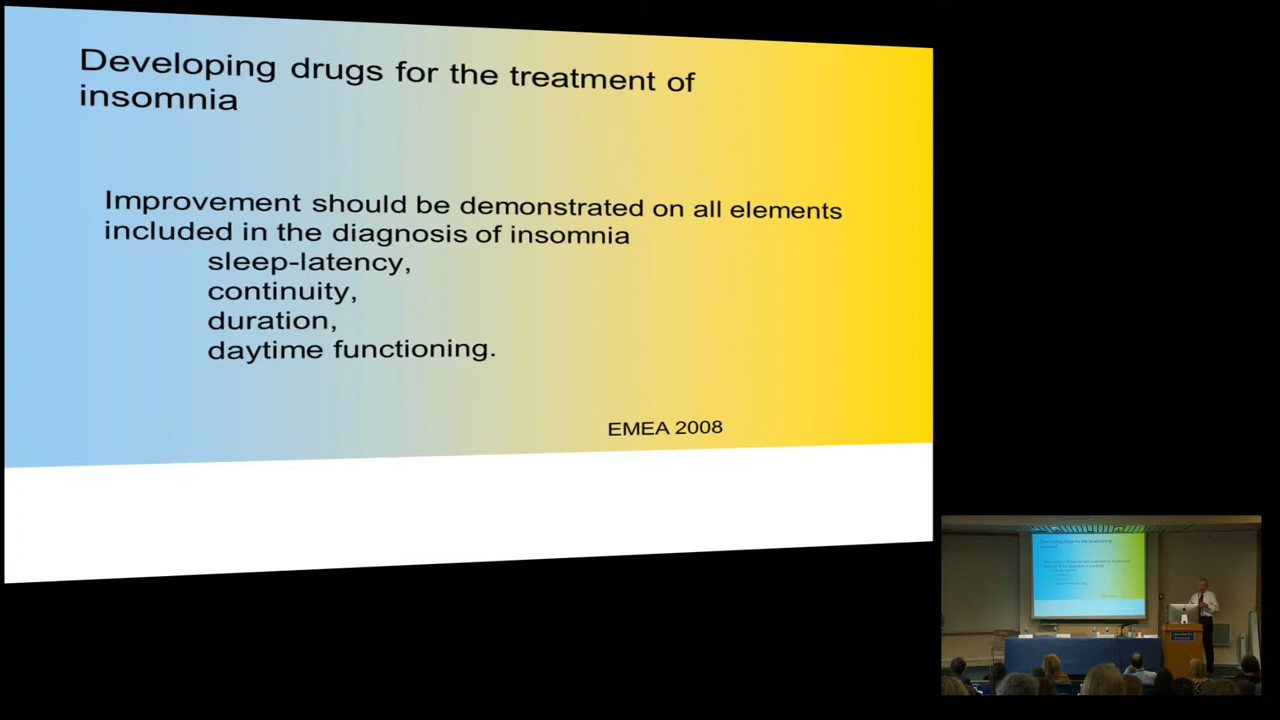 Developing drugs for the treatment of
insomnia
Improvement should be demonstrated on all elements
included in the diagnosis of insomnia
sleep-latency,
continuity,
duration,
daytime functioning.
EMEA 2008